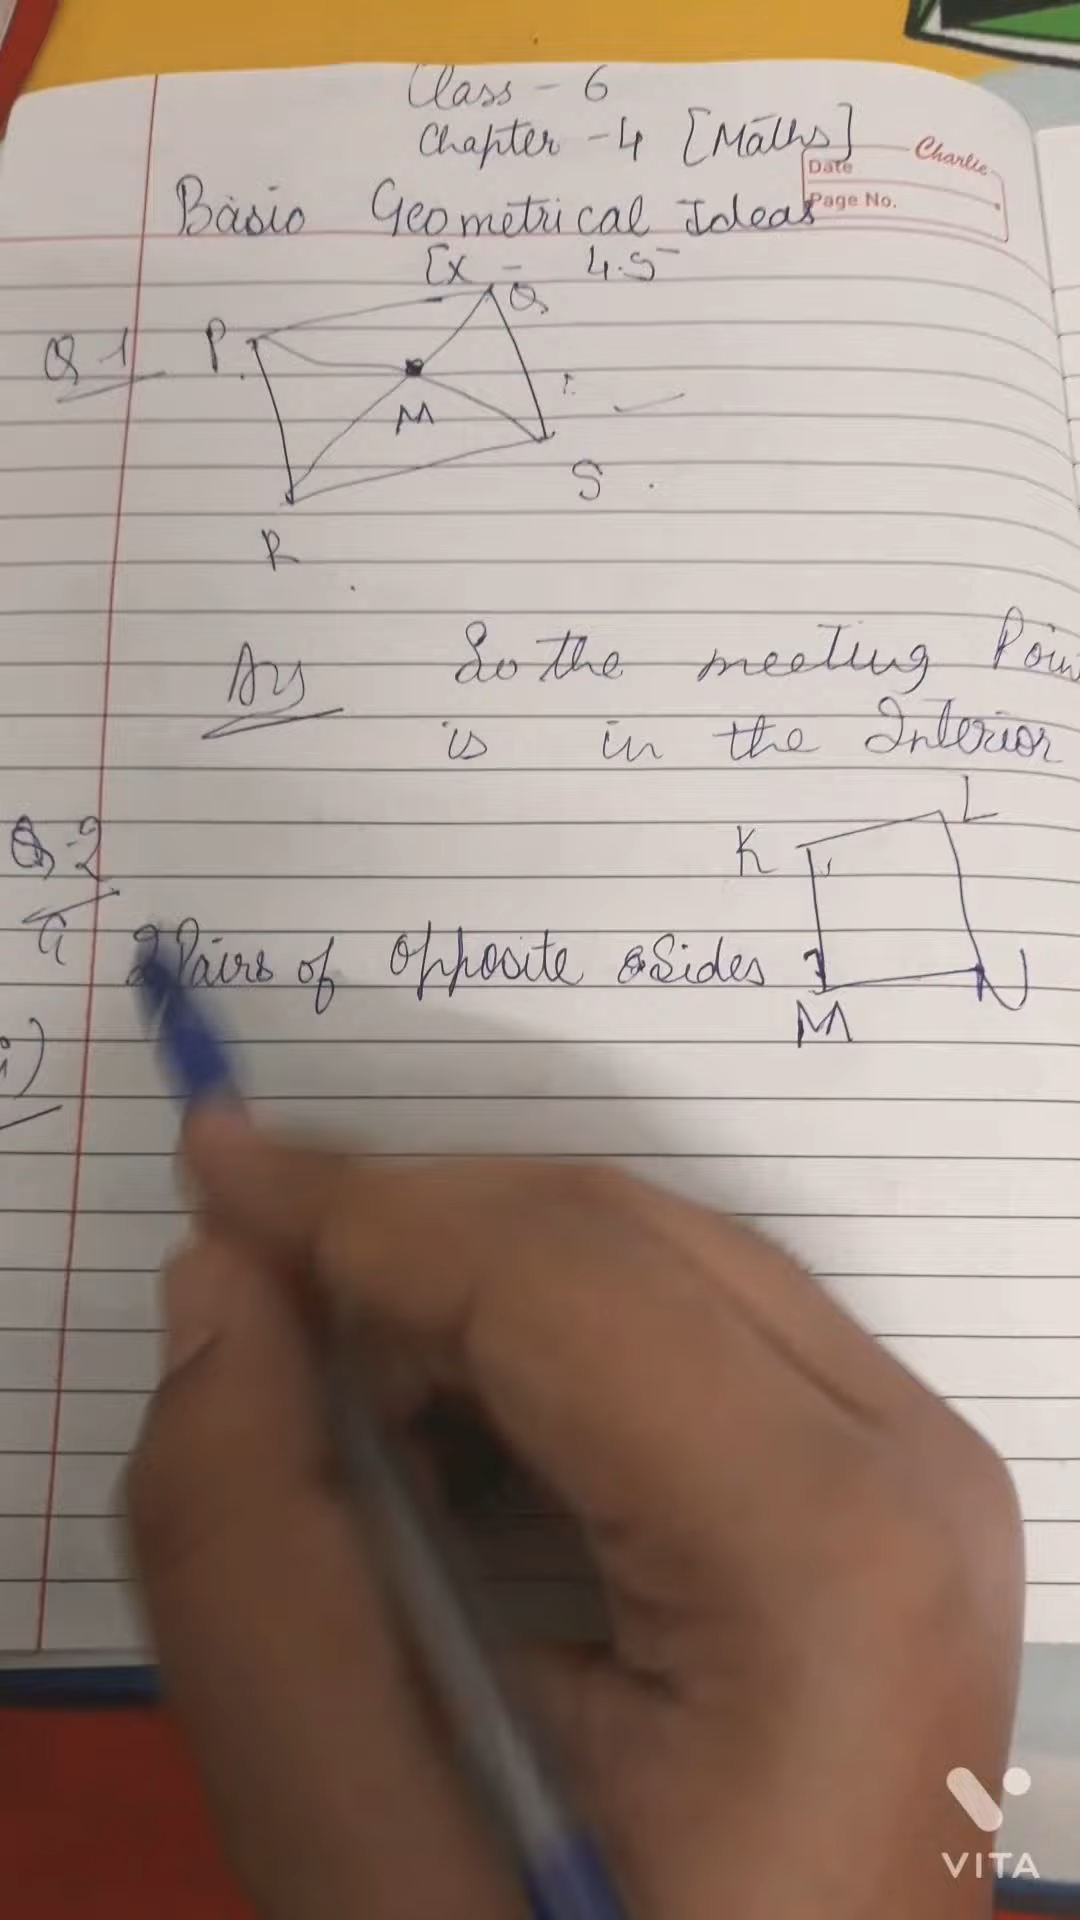 Class - 6
Chapter - 4 [Maths]
Charlie
Date
Page No.
Basic Geometrical Ideas
Ex - 4.5
Q 1
P
Q
M
S
R
So the meeting Poin
is in the Interior
Q-2
K
L
2 Pairs of Opposite Sides
M
N
i)
VITA